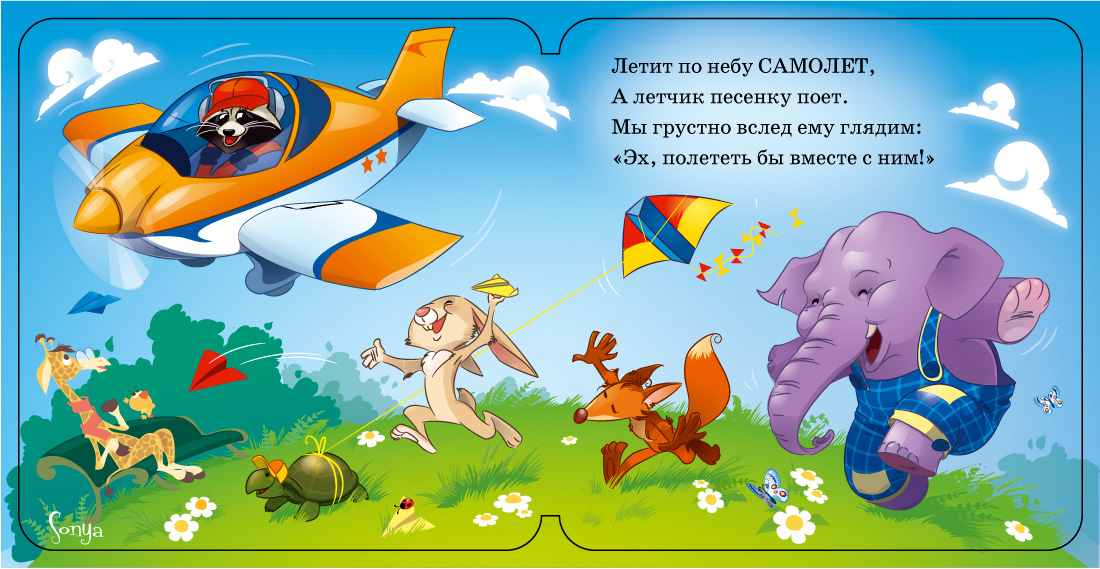 Летит по небу САМОЛЕТ,
А летчик песенку поет.
Мы грустно вслед ему глядим:
«Эх, полететь бы вместе с ним!»
Sonya